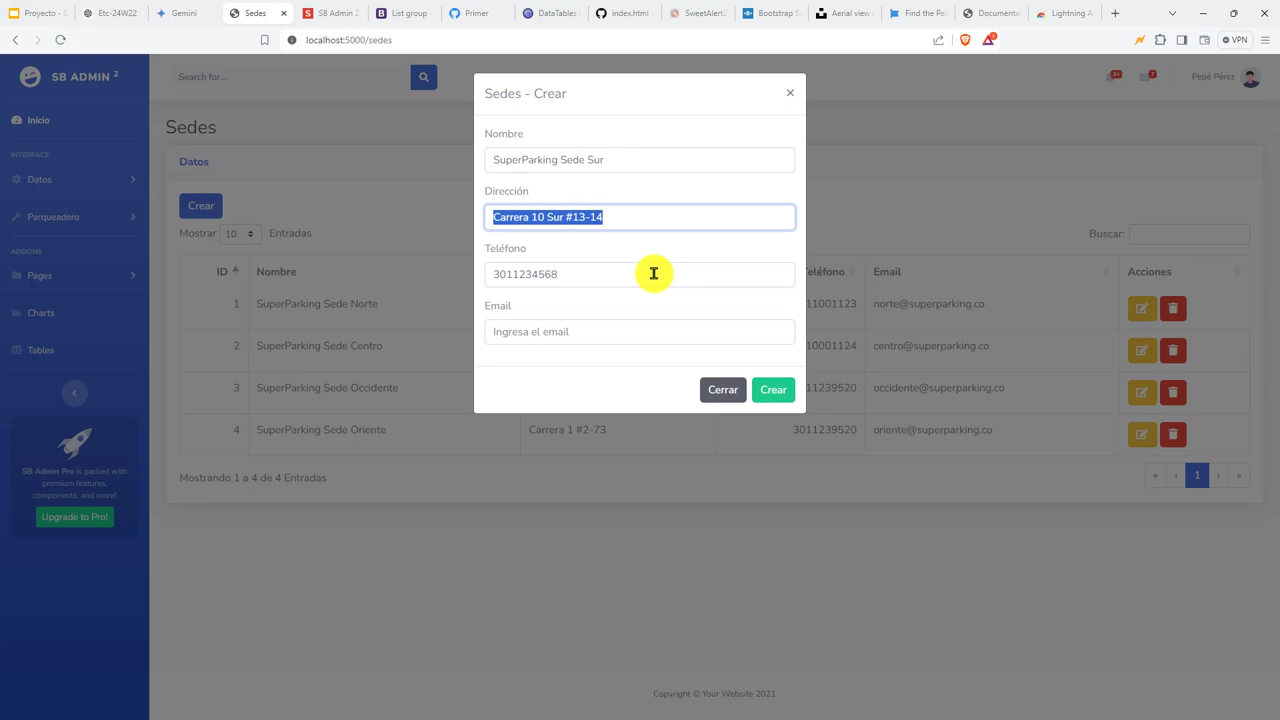 Proyecto - G
Etc-24W22
Gemini
Sedes
SB Admin 2
List group -
Primer
DataTables |
index.html -
SweetAlert2
Bootstrap S
Aerial view
Find the Per
Documenta
Lightning A
localhost:5000/sedes
VPN
SB ADMIN 2
Search for...
3+
7
Pepé Pérez
Inicio
INTERFACE
Datos
Parqueadero
ADDONS
Pages
Charts
Tables
SB Admin Pro is packed with
premium features,
components, and more!
Upgrade to Pro!
Sedes
Datos
Crear
Mostrar 10 Entradas
Buscar:
ID Nombre Teléfono Email Acciones
1 SuperParking Sede Norte 11001123 norte@superparking.co
2 SuperParking Sede Centro 10001124 centro@superparking.co
3 SuperParking Sede Occidente 11239520 occidente@superparking.co
4 SuperParking Sede Oriente Carrera 1 #2-73 3011239520 oriente@superparking.co
Mostrando 1 a 4 de 4 Entradas
« ‹ 1 › »
Sedes - Crear
×
Nombre
SuperParking Sede Sur
Dirección
Carrera 10 Sur #13-14
Teléfono
3011234568
Email
Ingresa el email
Cerrar Crear
Copyright © Your Website 2021